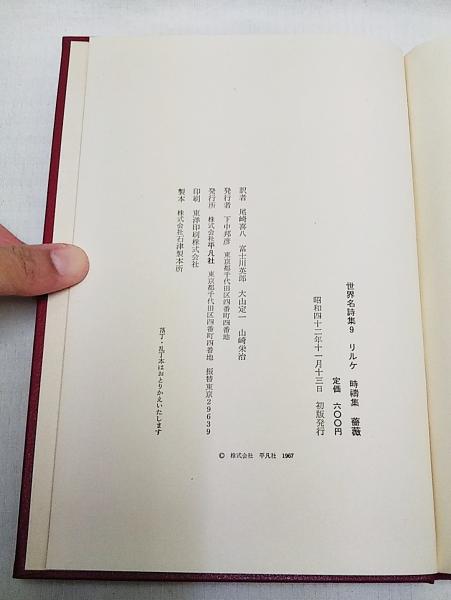 世界名詩集9 リルケ 時禱集 薔薇
定価 六〇〇円
昭和四十二年十一月十三日 初版発行
訳者 尾崎喜八 富士川英郎 大山定一 山崎栄治
発行者 下中邦彦 東京都千代田区四番町四番地
発行所 株式会社平凡社 東京都千代田区四番町四番地 振替東京29639
印刷 東洋印刷株式会社
製本 株式会社石津製本所
落丁・乱丁本はおとりかえいたします
© 株式会社 平凡社 1967